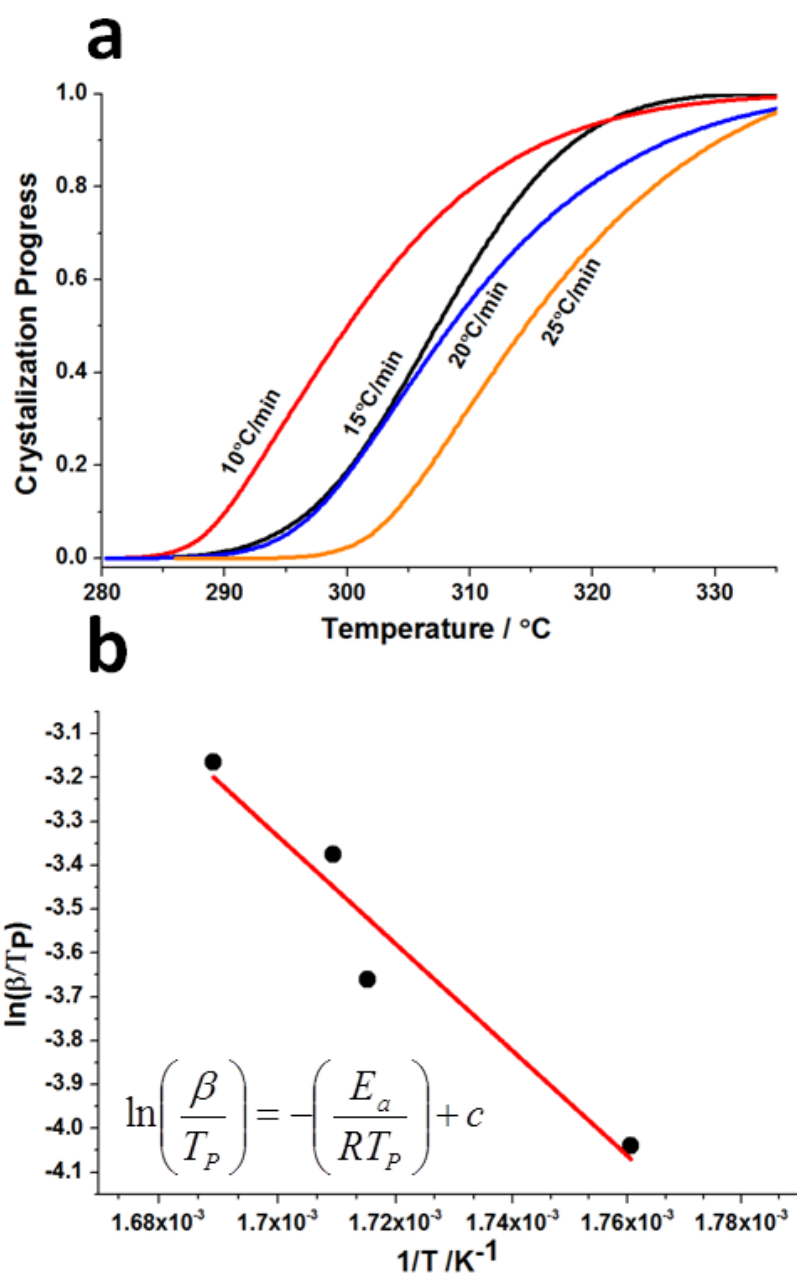 a
Crystalization Progress
1.0
0.8
0.6
0.4
0.2
0.0
10°C/min
15°C/min
20°C/min
25°C/min
280 290 300 310 320 330
Temperature / °C
b
ln(β/TP)
-3.1
-3.2
-3.3
-3.4
-3.5
-3.6
-3.7
-3.8
-3.9
-4.0
-4.1
ln(β/T_P) = -(E_a/RT_P) + c
1.68x10⁻³ 1.7x10⁻³ 1.72x10⁻³ 1.74x10⁻³ 1.76x10⁻³ 1.78x10⁻³
1/T /K⁻¹